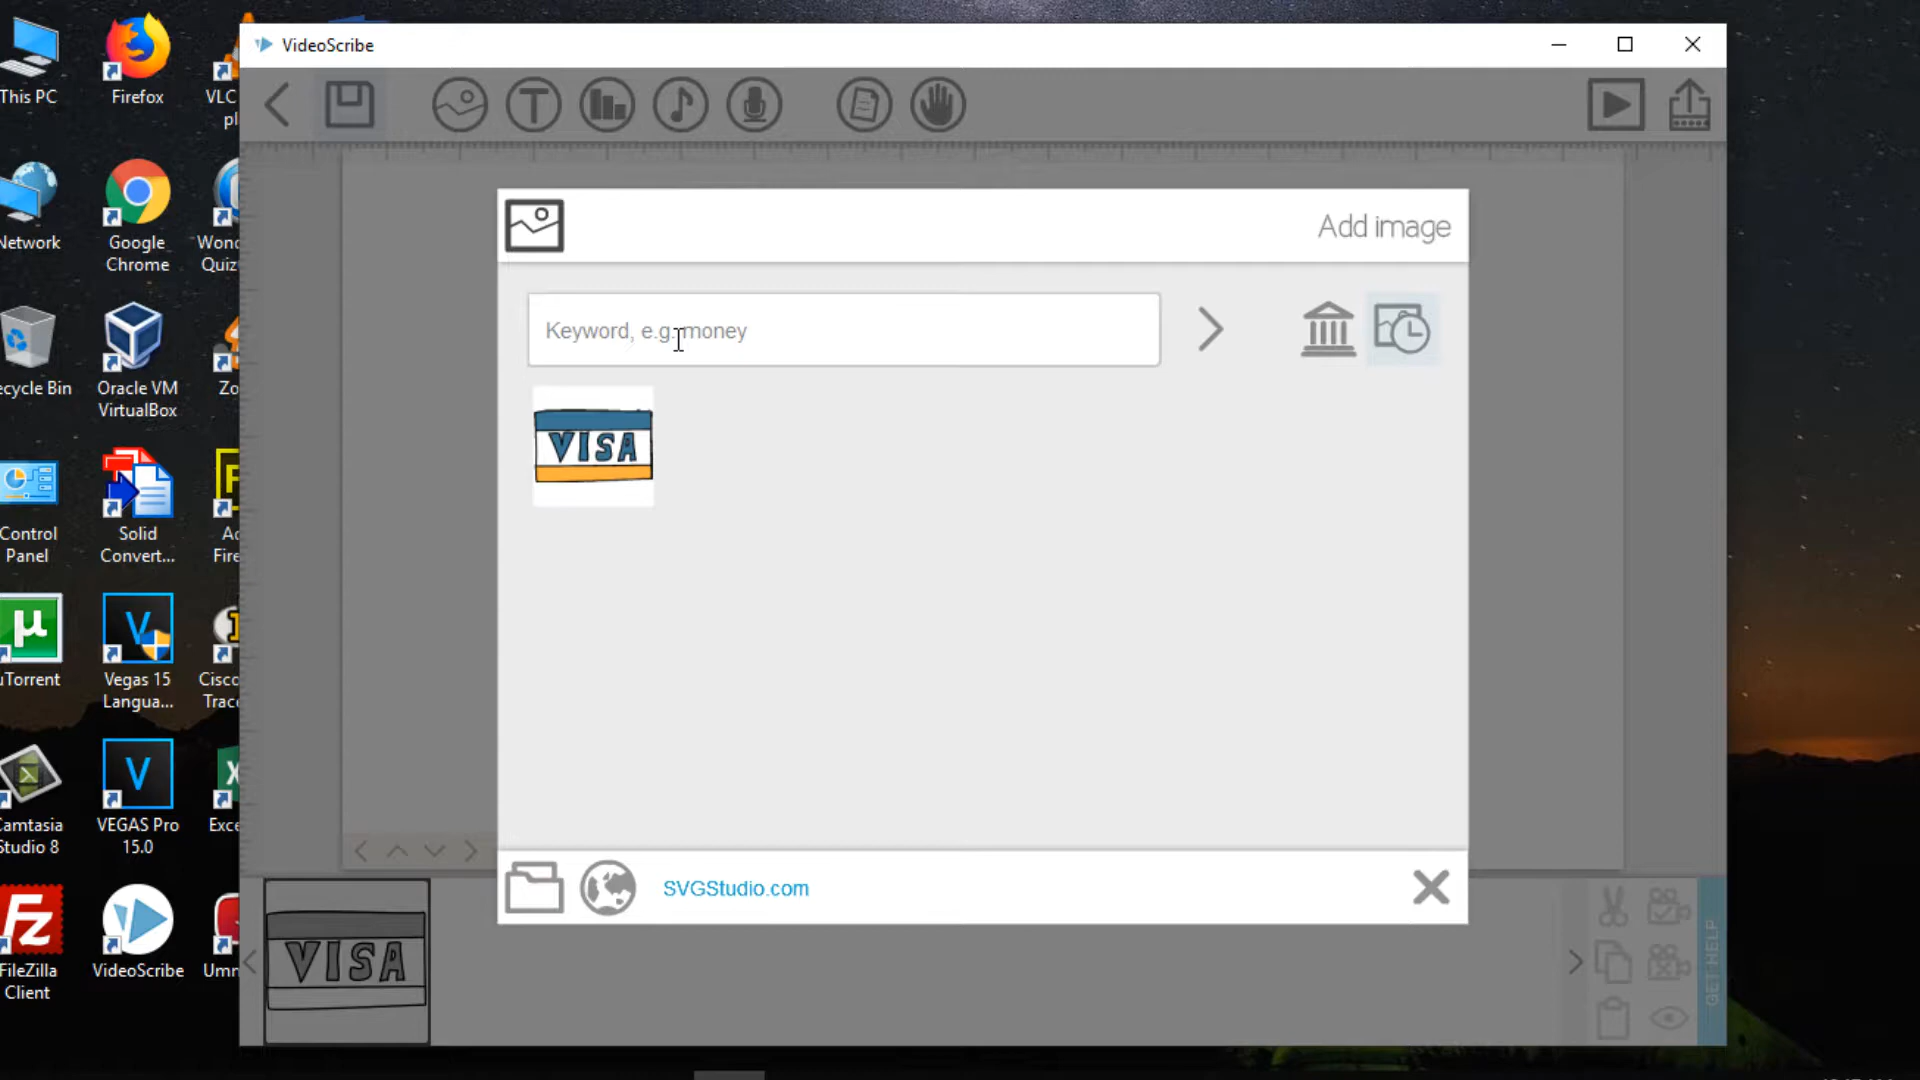 VideoScribe
Add image
Keyword, e.g. money
VISA
SVGStudio.com
VISA
GET HELP
This PC
Firefox
VLC
Network
Google
Chrome
Recycle Bin
Oracle VM
VirtualBox
Control
Panel
Solid
Convert...
uTorrent
Vegas 15
Langua...
Cisco
Camtasia
Studio 8
VEGAS Pro
15.0
FileZilla
Client
VideoScribe